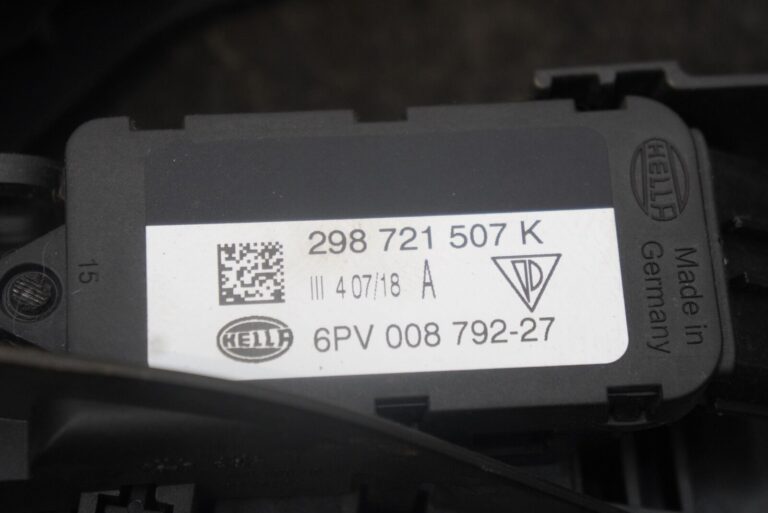 298 721 507 K
III 4 07/18 A
HELLA 6PV 008 792-27
HELLA
Made in
Germany
15